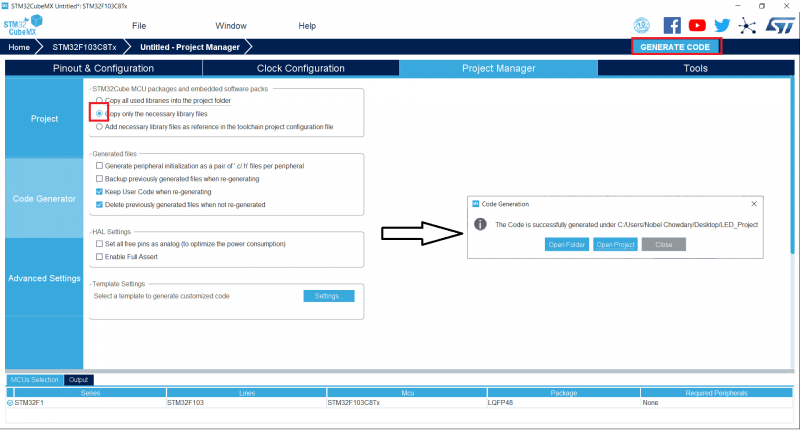 STM32CubeMX Untitled*: STM32F103C8Tx
STM32
CubeMX
File
Window
Help
Home
STM32F103C8Tx
Untitled - Project Manager
GENERATE CODE
Pinout & Configuration
Clock Configuration
Project Manager
Tools
Project
Code Generator
Advanced Settings
STM32Cube MCU packages and embedded software packs
Copy all used libraries into the project folder
Copy only the necessary library files
Add necessary library files as reference in the toolchain project configuration file
Generated files
Generate peripheral initialization as a pair of '.c/.h' files per peripheral
Backup previously generated files when re-generating
Keep User Code when re-generating
Delete previously generated files when not re-generated
HAL Settings
Set all free pins as analog (to optimize the power consumption)
Enable Full Assert
Template Settings
Select a template to generate customized code
Settings
Code Generation
The Code is successfully generated under C:/Users/Nobel Chowdary/Desktop/LED_Project
Open Folder
Open Project
Close
MCUs Selection
Output
Series
Lines
Mcu
Package
Required Peripherals
STM32F1
STM32F103
STM32F103C8Tx
LQFP48
None